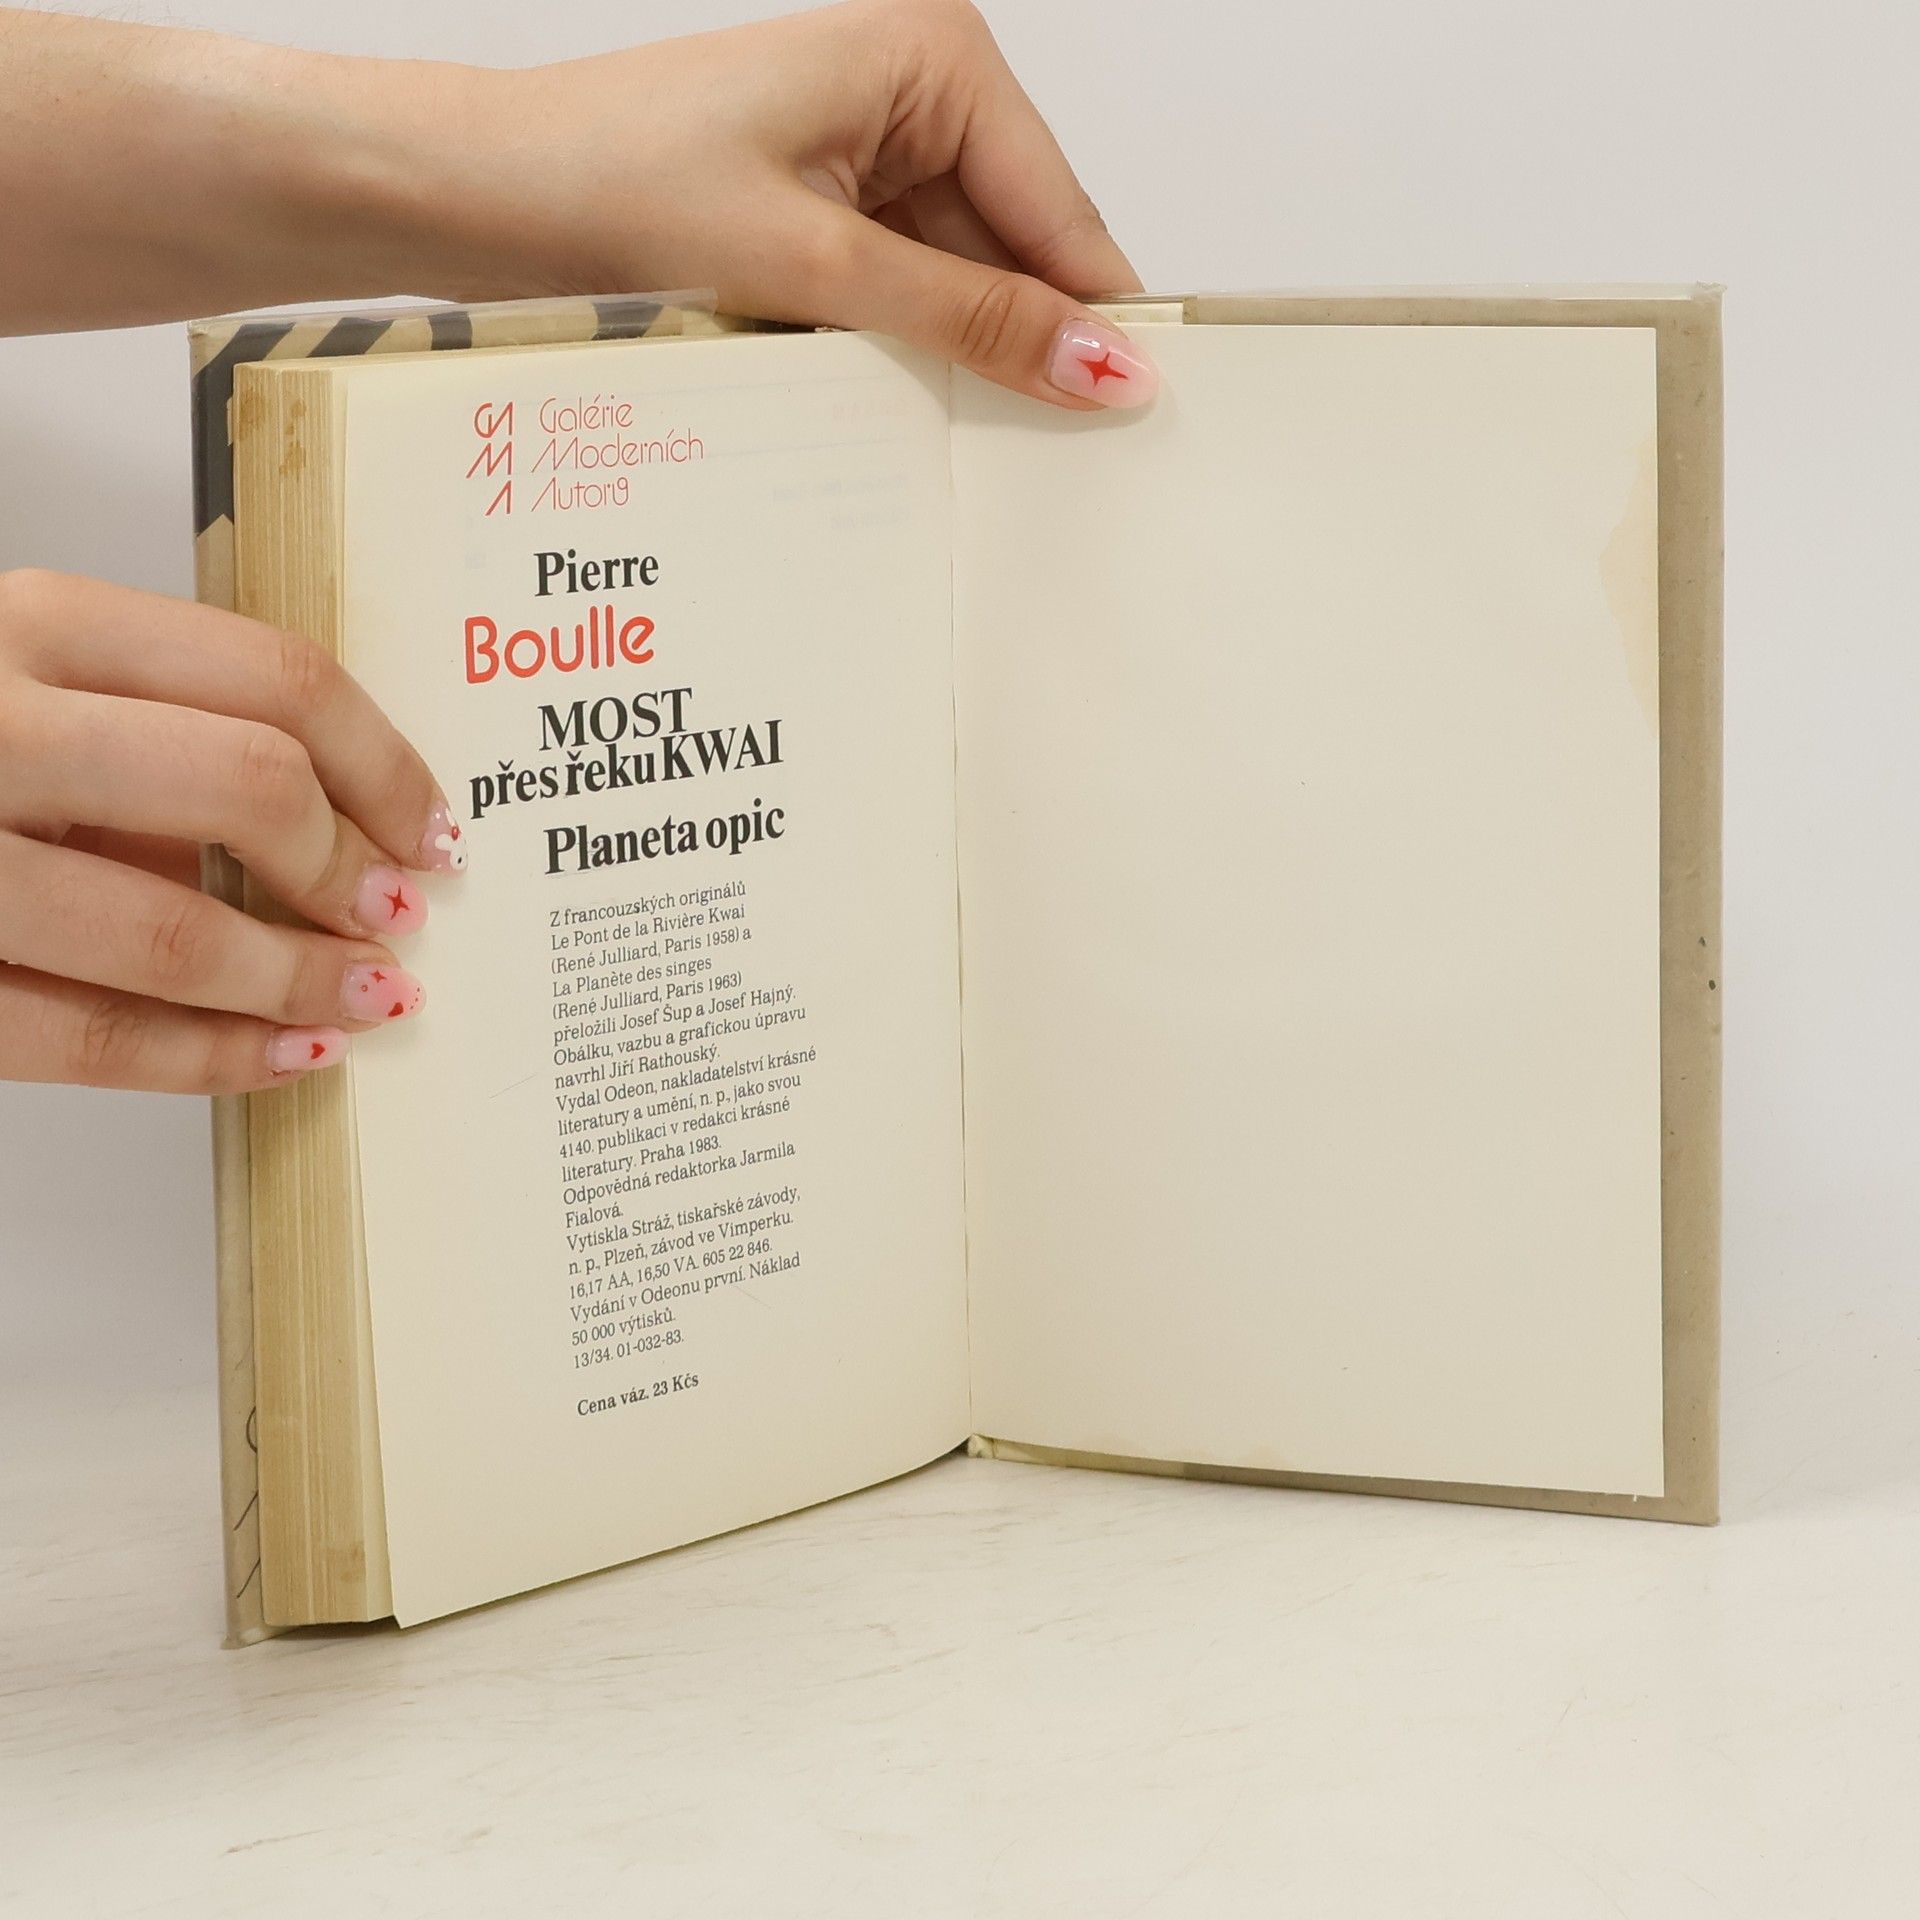 GN Galérie
M Moderních
A Autorů
Pierre
Boulle
MOST
přes řeku KWAI
Planeta opic
Z francouzských originálů
Le Pont de la Rivière Kwai
(René Julliard, Paris 1958) a
La Planète des singes
(René Julliard, Paris 1963)
přeložili Josef Šup a Josef Hajný.
Obálku, vazbu a grafickou úpravu
navrhl Jiří Rathouský.
Vydal Odeon, nakladatelství krásné
literatury a umění, n. p., jako svou
4140. publikaci v redakci krásné
literatury. Praha 1983.
Odpovědná redaktorka Jarmila
Fialová.
Vytiskla Stráž, tiskařské závody,
n. p., Plzeň, závod ve Vimperku.
16,17 AA, 16,50 VA. 605 22 846.
Vydání v Odeonu první. Náklad
50 000 výtisků.
13/34. 01-032-83.
Cena váz. 23 Kčs